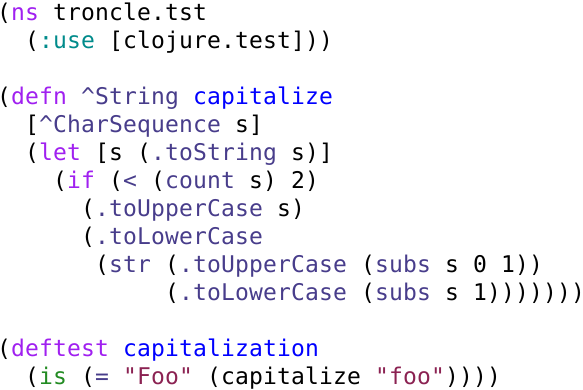 (ns troncle.tst
  (:use [clojure.test]))

(defn ^String capitalize
  [^CharSequence s]
  (let [s (.toString s)]
    (if (< (count s) 2)
      (.toUpperCase s)
      (.toLowerCase
       (str (.toUpperCase (subs s 0 1))
            (.toLowerCase (subs s 1)))))))

(deftest capitalization
  (is (= "Foo" (capitalize "foo"))))